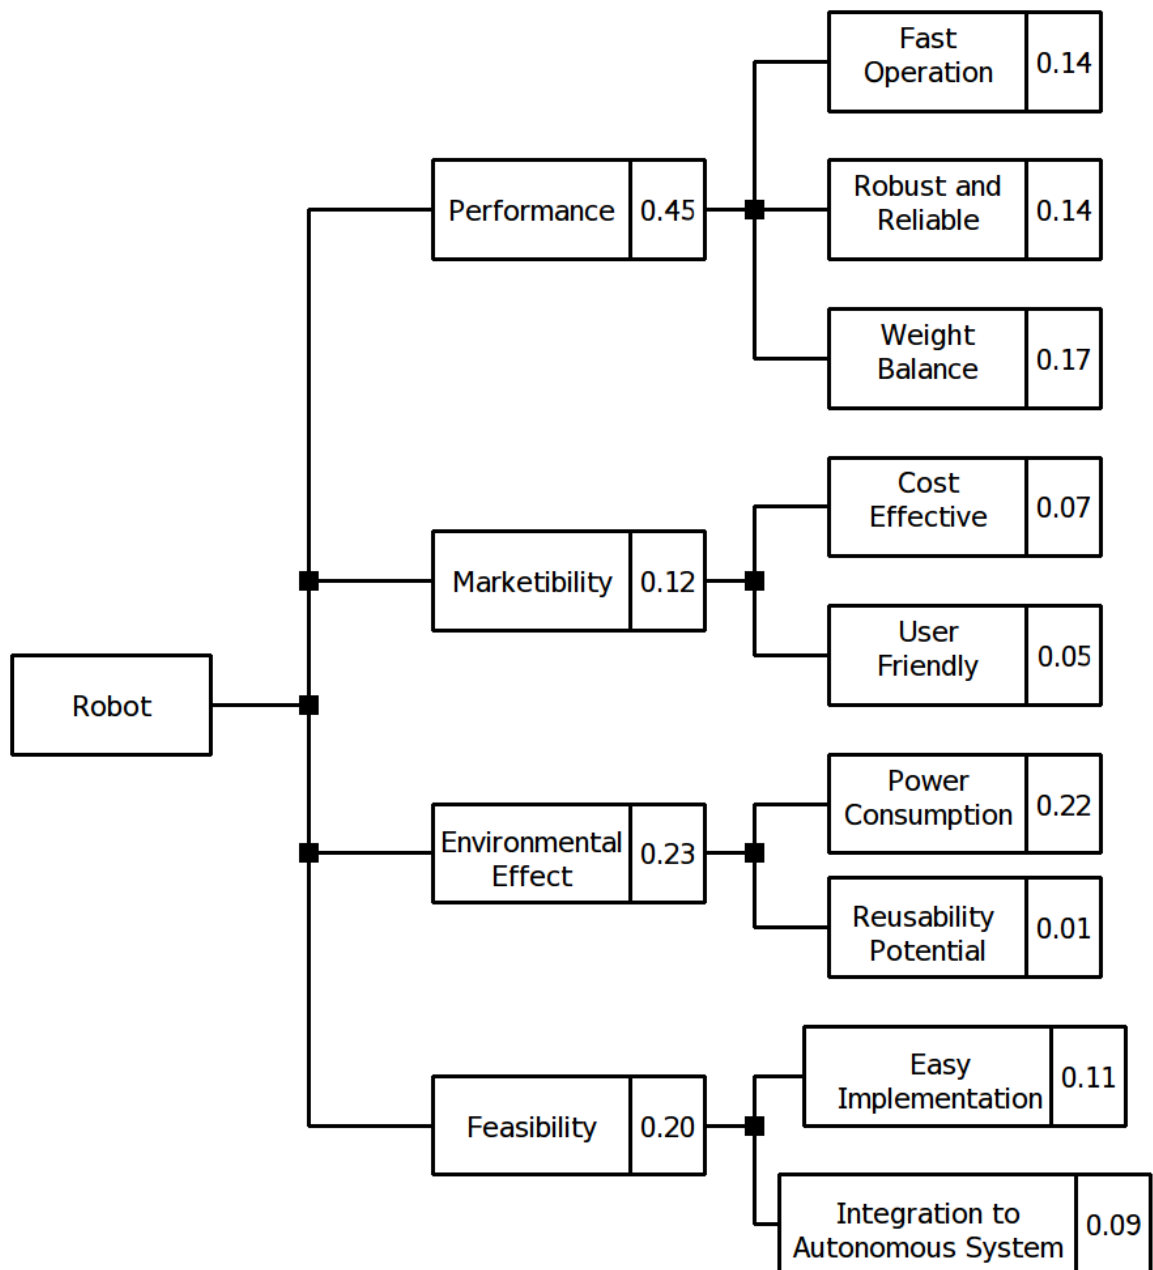 Fast
Operation
0.14
Performance
0.45
Robust and
Reliable
0.14
Weight
Balance
0.17
Cost
Effective
0.07
Marketibility
0.12
User
Friendly
0.05
Robot
Power
Consumption
0.22
Environmental
Effect
0.23
Reusability
Potential
0.01
Easy
Implementation
0.11
Feasibility
0.20
Integration to
Autonomous System
0.09